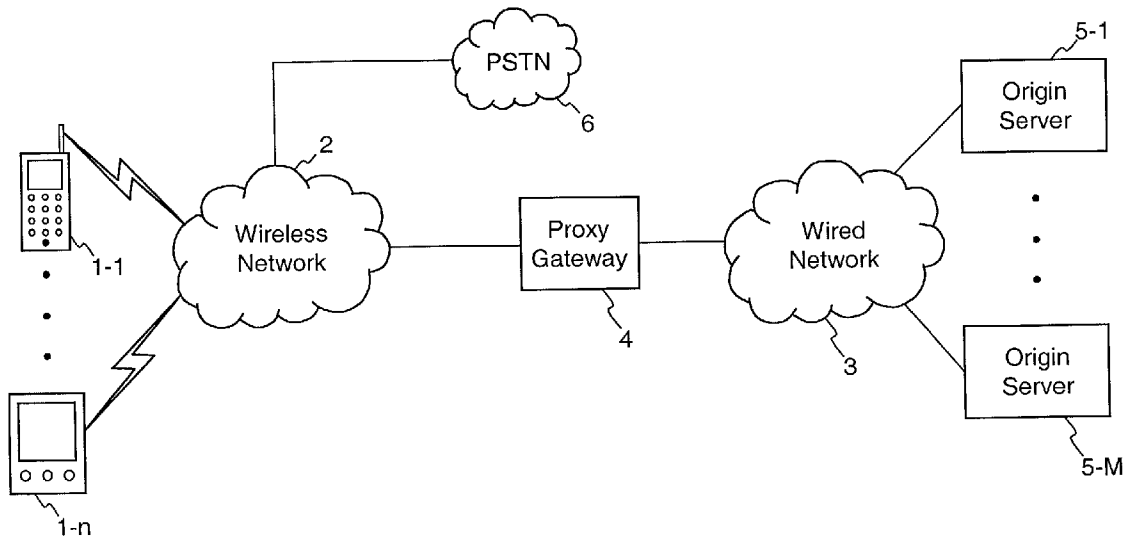 5-1
PSTN
Origin
Server
6
2
Wireless
Network
Proxy
Gateway
Wired
Network
1-1
4
3
Origin
Server
5-M
1-n